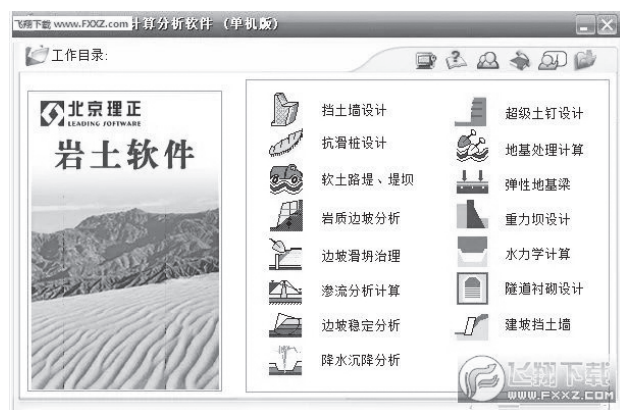 飞翔下载 www.FXXZ.com 计算分析软件 (单机版)
工作目录:
北京理正
LEADING SOFTWARE
岩土软件
挡土墙设计
抗滑桩设计
软土路堤、堤坝
岩质边坡分析
边坡滑坍治理
渗流分析计算
边坡稳定分析
降水沉降分析
超级土钉设计
地基处理计算
弹性地基梁
重力坝设计
水力学计算
隧道衬砌设计
建坡挡土墙
飞翔下载
WWW.FXXZ.COM